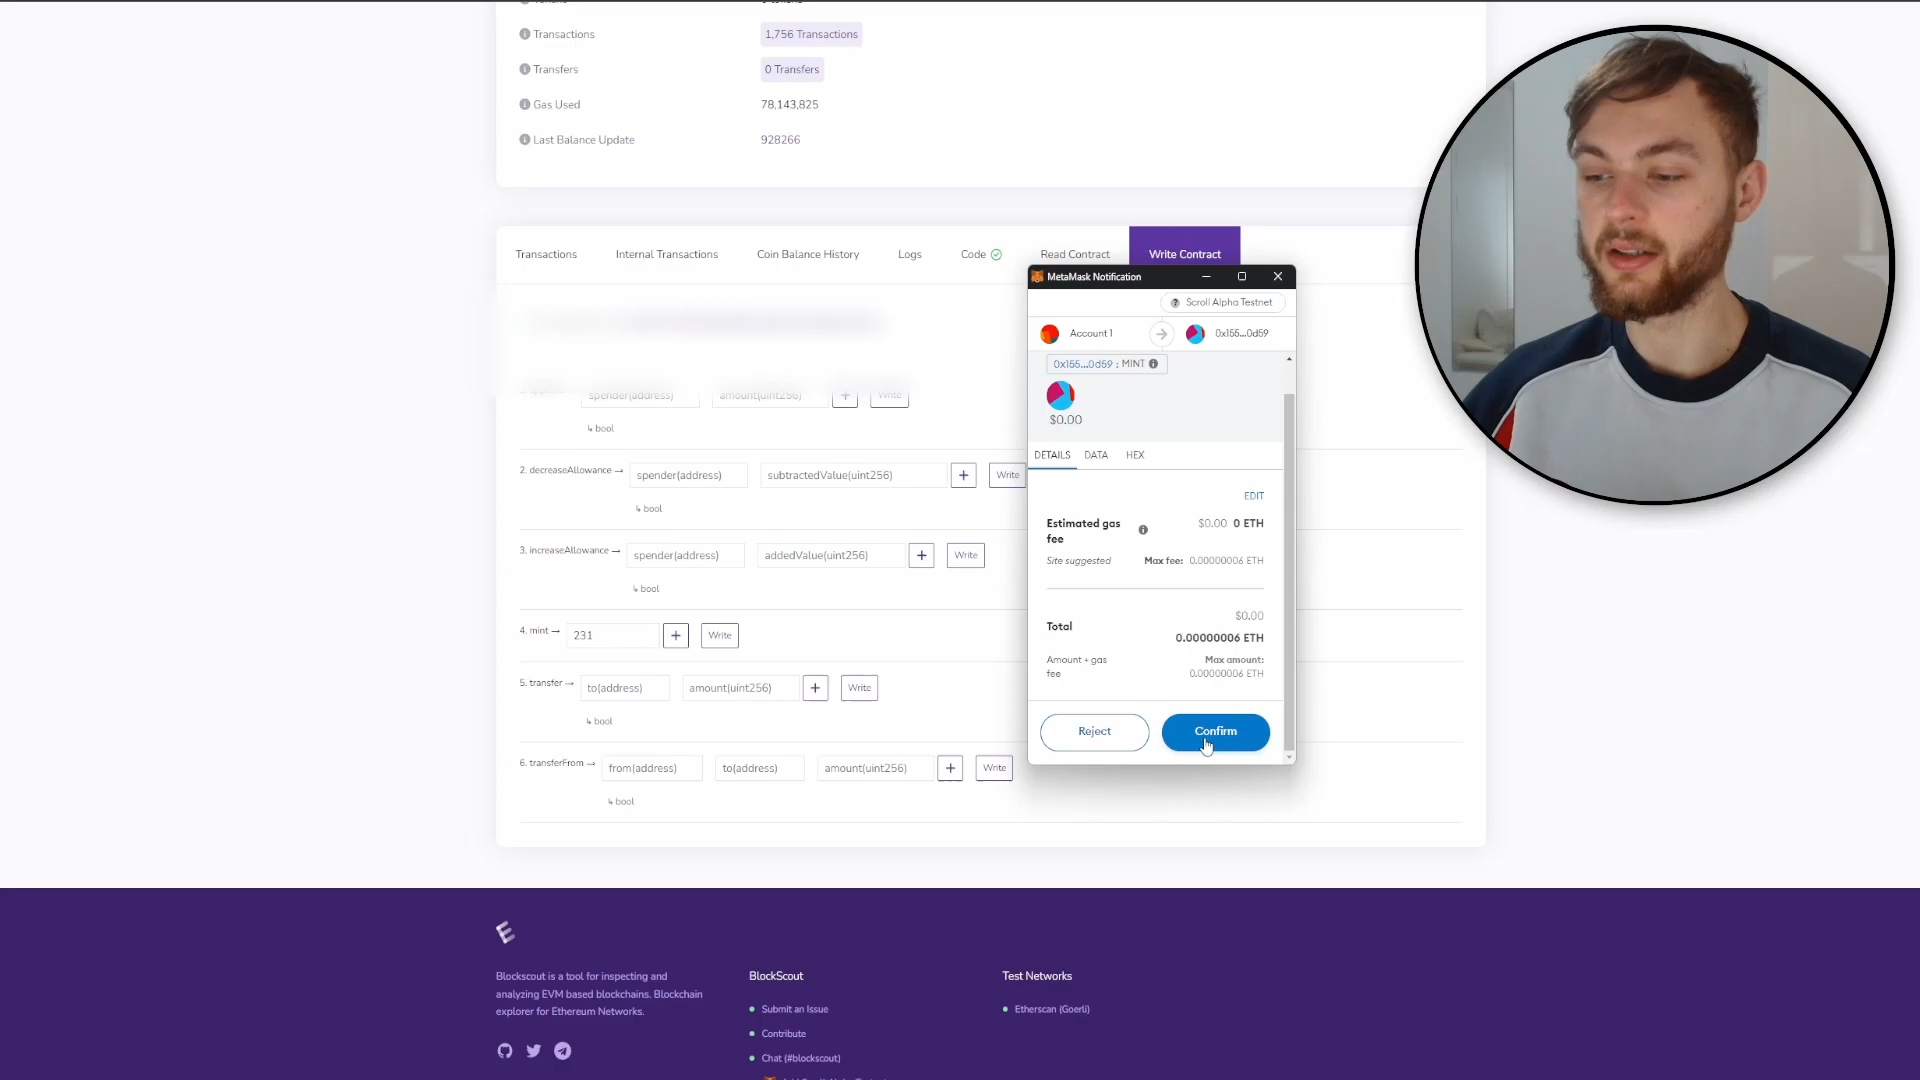 Transactions
1,756 Transactions
Transfers
0 Transfers
Gas Used
78,143,825
Last Balance Update
928266
Transactions
Internal Transactions
Coin Balance History
Logs
Code
Read Contract
Write Contract
spender(address)
amount(uint256)
+
Write
↳ bool
2. decreaseAllowance →
spender(address)
subtractedValue(uint256)
+
Write
↳ bool
3. increaseAllowance →
spender(address)
addedValue(uint256)
+
Write
↳ bool
4. mint →
231
+
Write
5. transfer →
to(address)
amount(uint256)
+
Write
↳ bool
6. transferFrom →
from(address)
to(address)
amount(uint256)
+
Write
↳ bool
MetaMask Notification
Scroll Alpha Testnet
Account 1
0x155...0d59
0x155...0d59 : MINT
$0.00
DETAILS
DATA
HEX
EDIT
Estimated gas
fee
$0.00 0 ETH
Site suggested
Max fee: 0.00000006 ETH
$0.00
Total
0.00000006 ETH
Amount + gas
fee
Max amount:
0.00000006 ETH
Reject
Confirm
Blockscout is a tool for inspecting and
analyzing EVM based blockchains. Blockchain
explorer for Ethereum Networks.
BlockScout
Submit an Issue
Contribute
Chat (#blockscout)
Test Networks
Etherscan (Goerli)